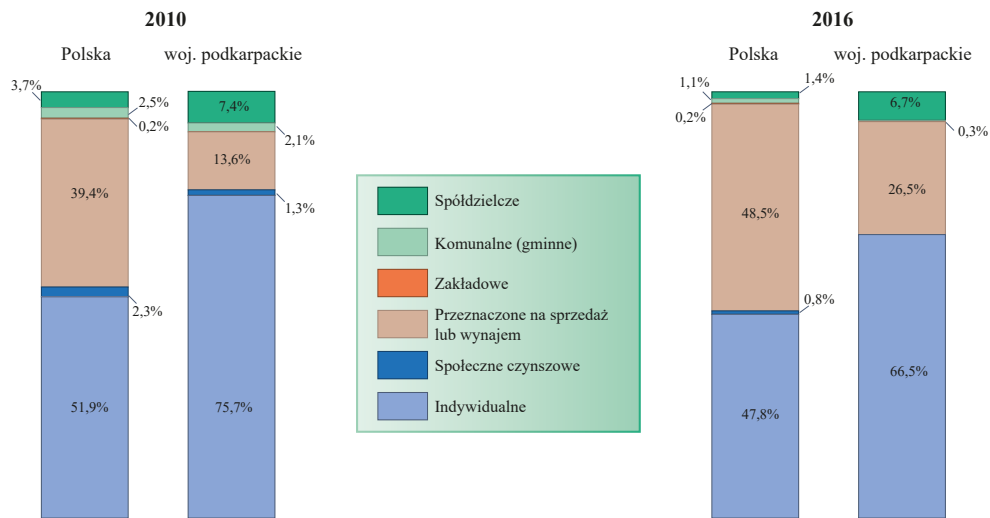 2010
Polska
woj. podkarpackie
3,7%
2,5%
0,2%
39,4%
2,3%
51,9%
7,4%
2,1%
13,6%
1,3%
75,7%
Spółdzielcze
Komunalne (gminne)
Zakładowe
Przeznaczone na sprzedaż
lub wynajem
Społeczne czynszowe
Indywidualne
2016
Polska
woj. podkarpackie
1,1%
1,4%
0,2%
48,5%
0,8%
47,8%
6,7%
0,3%
26,5%
66,5%